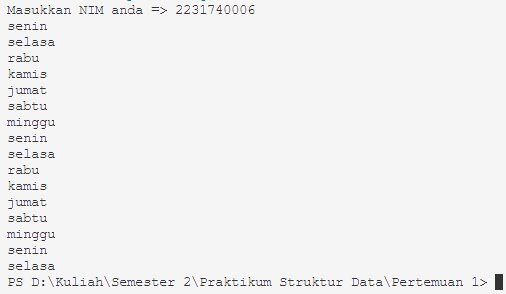 Masukkan NIM anda => 2231740006
senin
selasa
rabu
kamis
jumat
sabtu
minggu
senin
selasa
rabu
kamis
jumat
sabtu
minggu
senin
selasa
PS D:\Kuliah\Semester 2\Praktikum Struktur Data\Pertemuan 1>